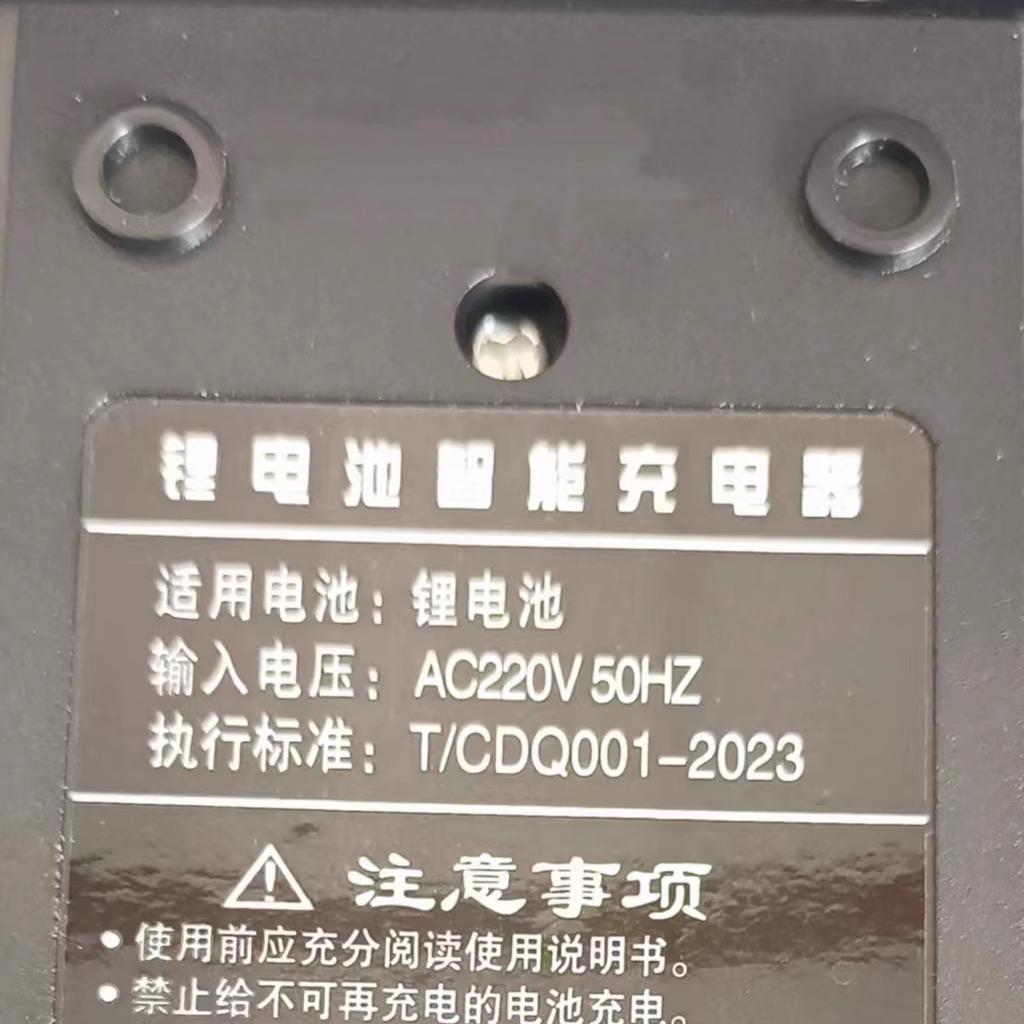 锂电池智能充电器
适用电池：锂电池
输入电压：AC220V 50HZ
执行标准：T/CDQ001-2023
注意事项
●使用前应充分阅读使用说明书。
●禁止给不可再充电的电池充电。